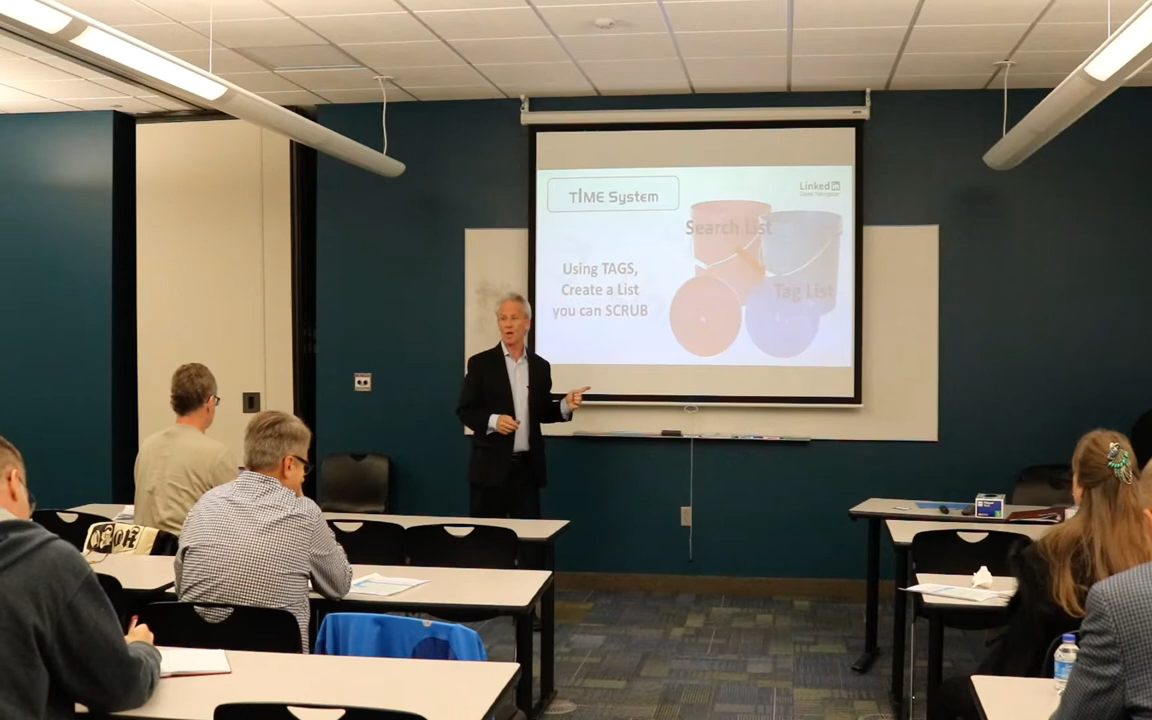 TIME System
Linked in
Search List
Using TAGS,
Create a List
you can SCRUB
Tag List